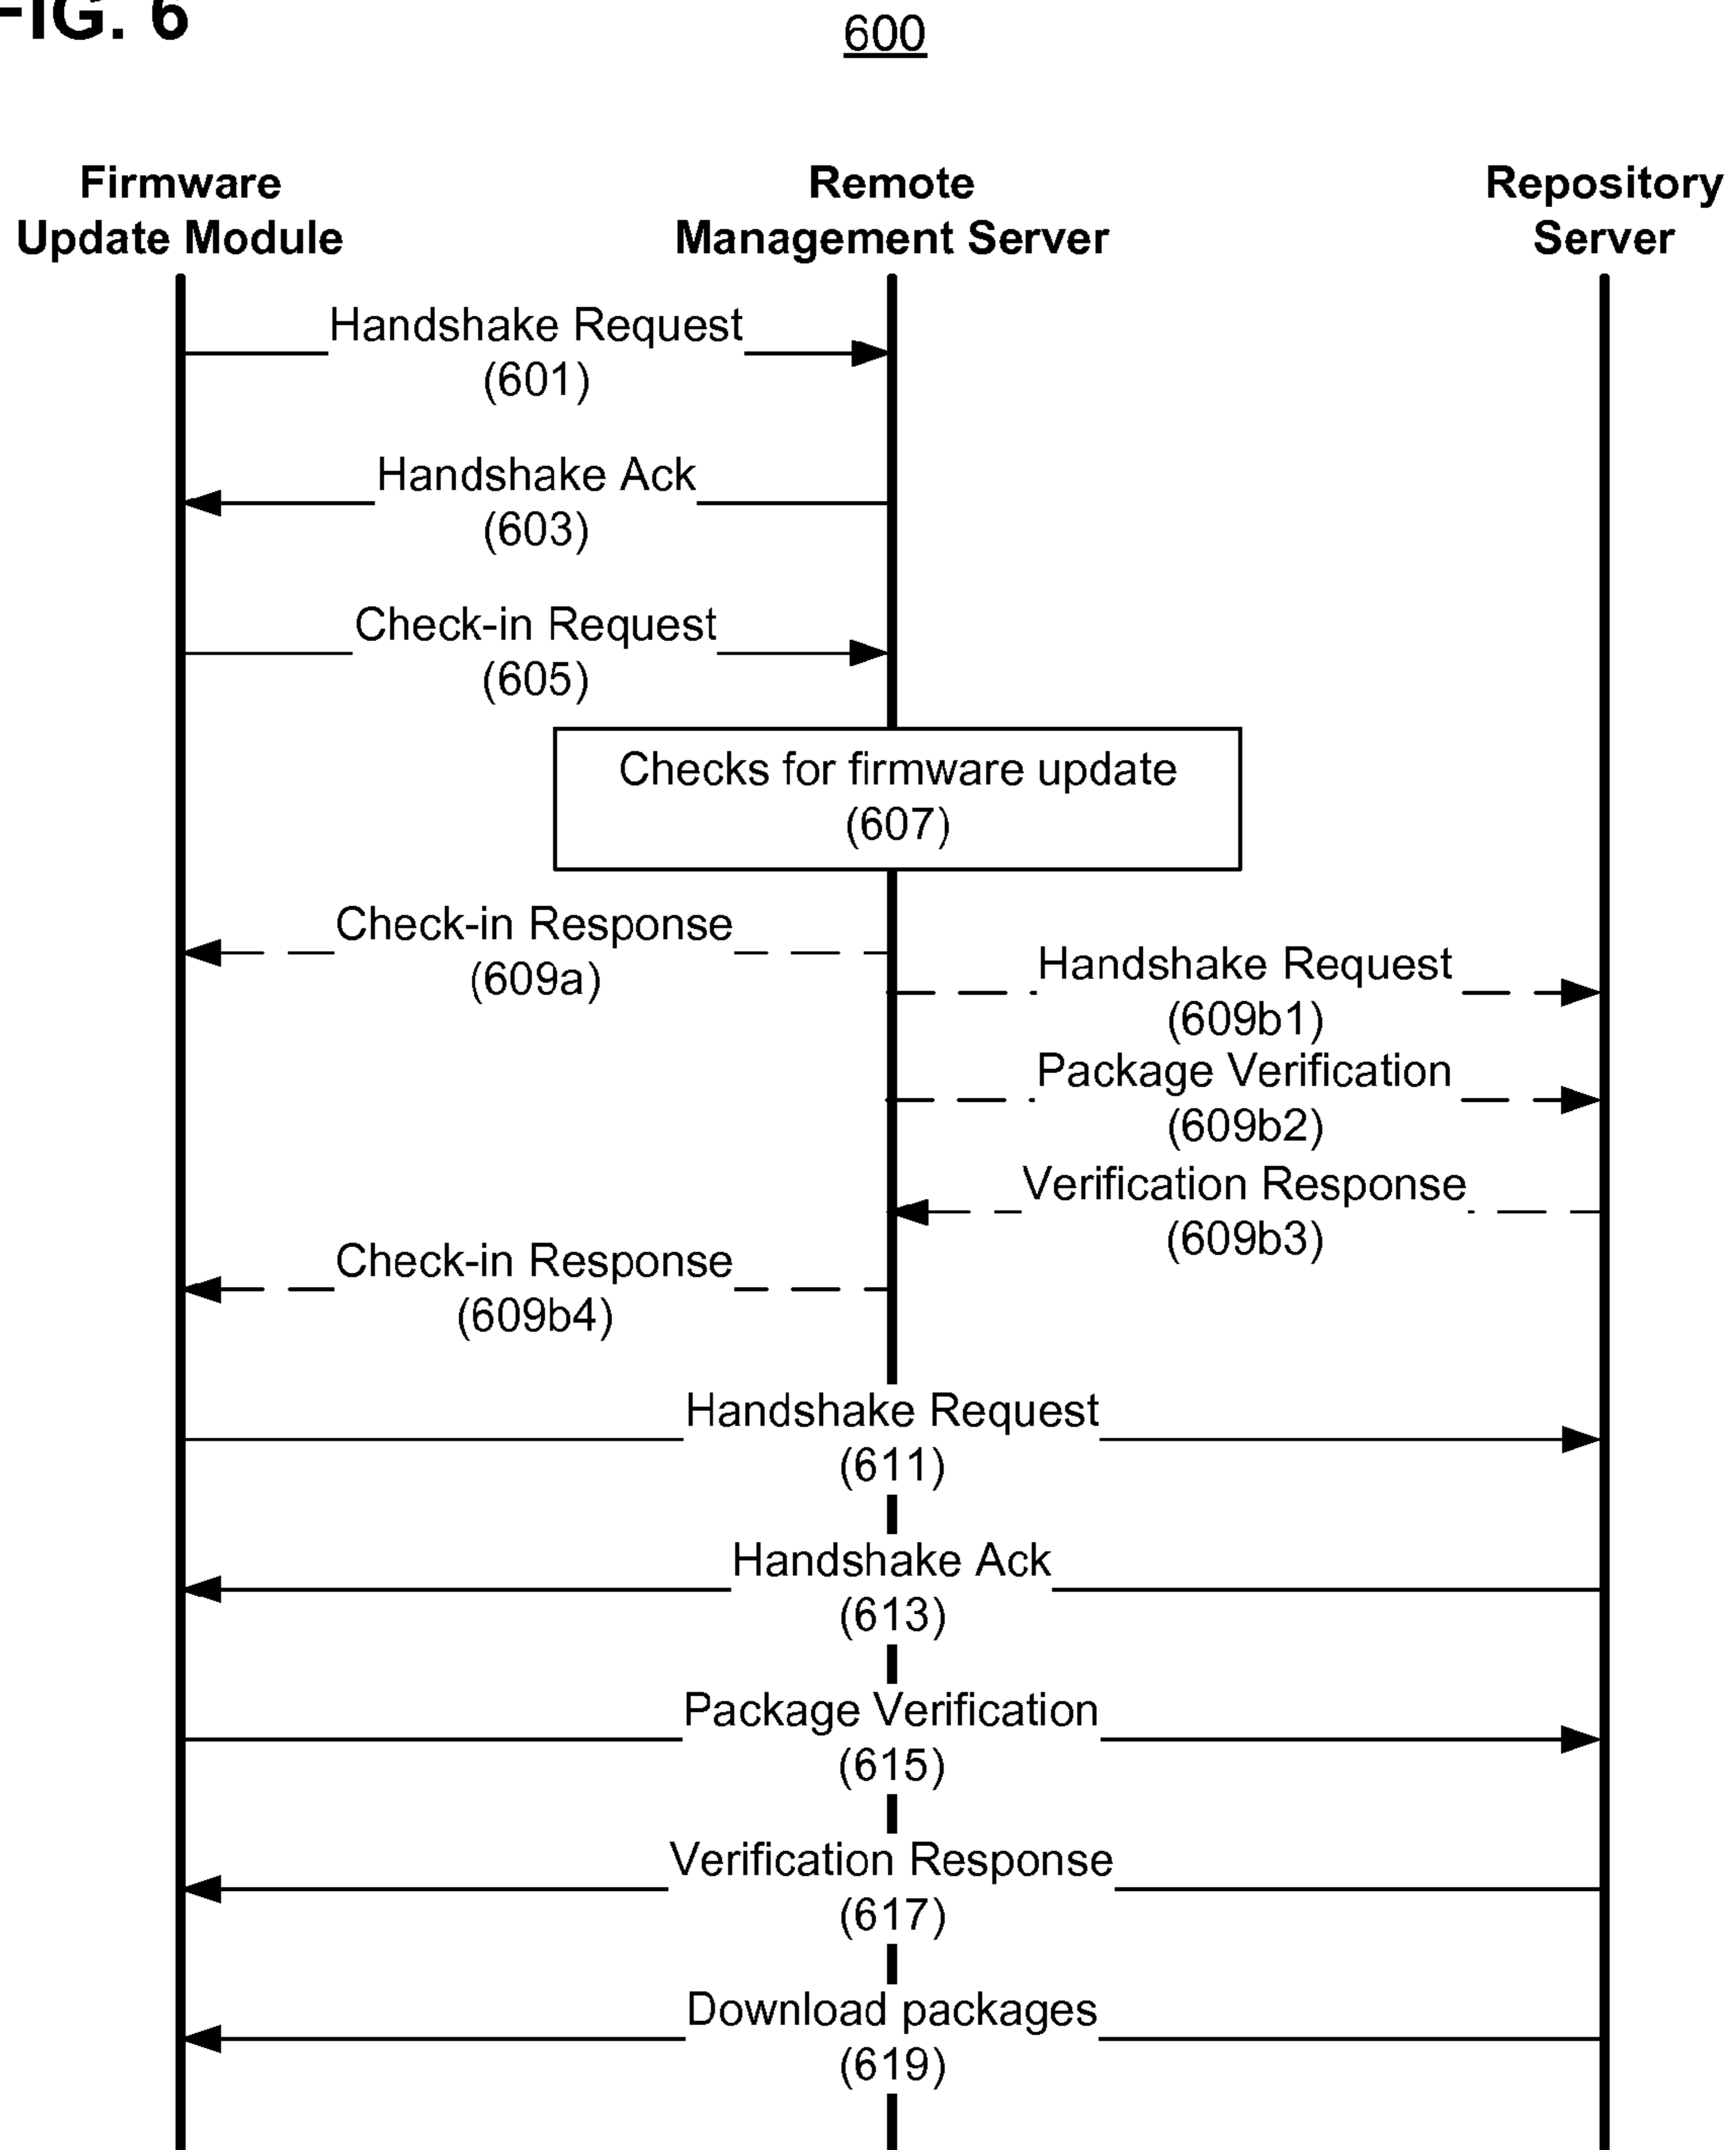 FIG. 6
600
Firmware
Update Module
Remote
Management Server
Repository
Server
Handshake Request
(601)
Handshake Ack
(603)
Check-in Request
(605)
Checks for firmware update
(607)
Check-in Response
(609a)
Handshake Request
(609b1)
Package Verification
(609b2)
Verification Response
(609b3)
Check-in Response
(609b4)
Handshake Request
(611)
Handshake Ack
(613)
Package Verification
(615)
Verification Response
(617)
Download packages
(619)